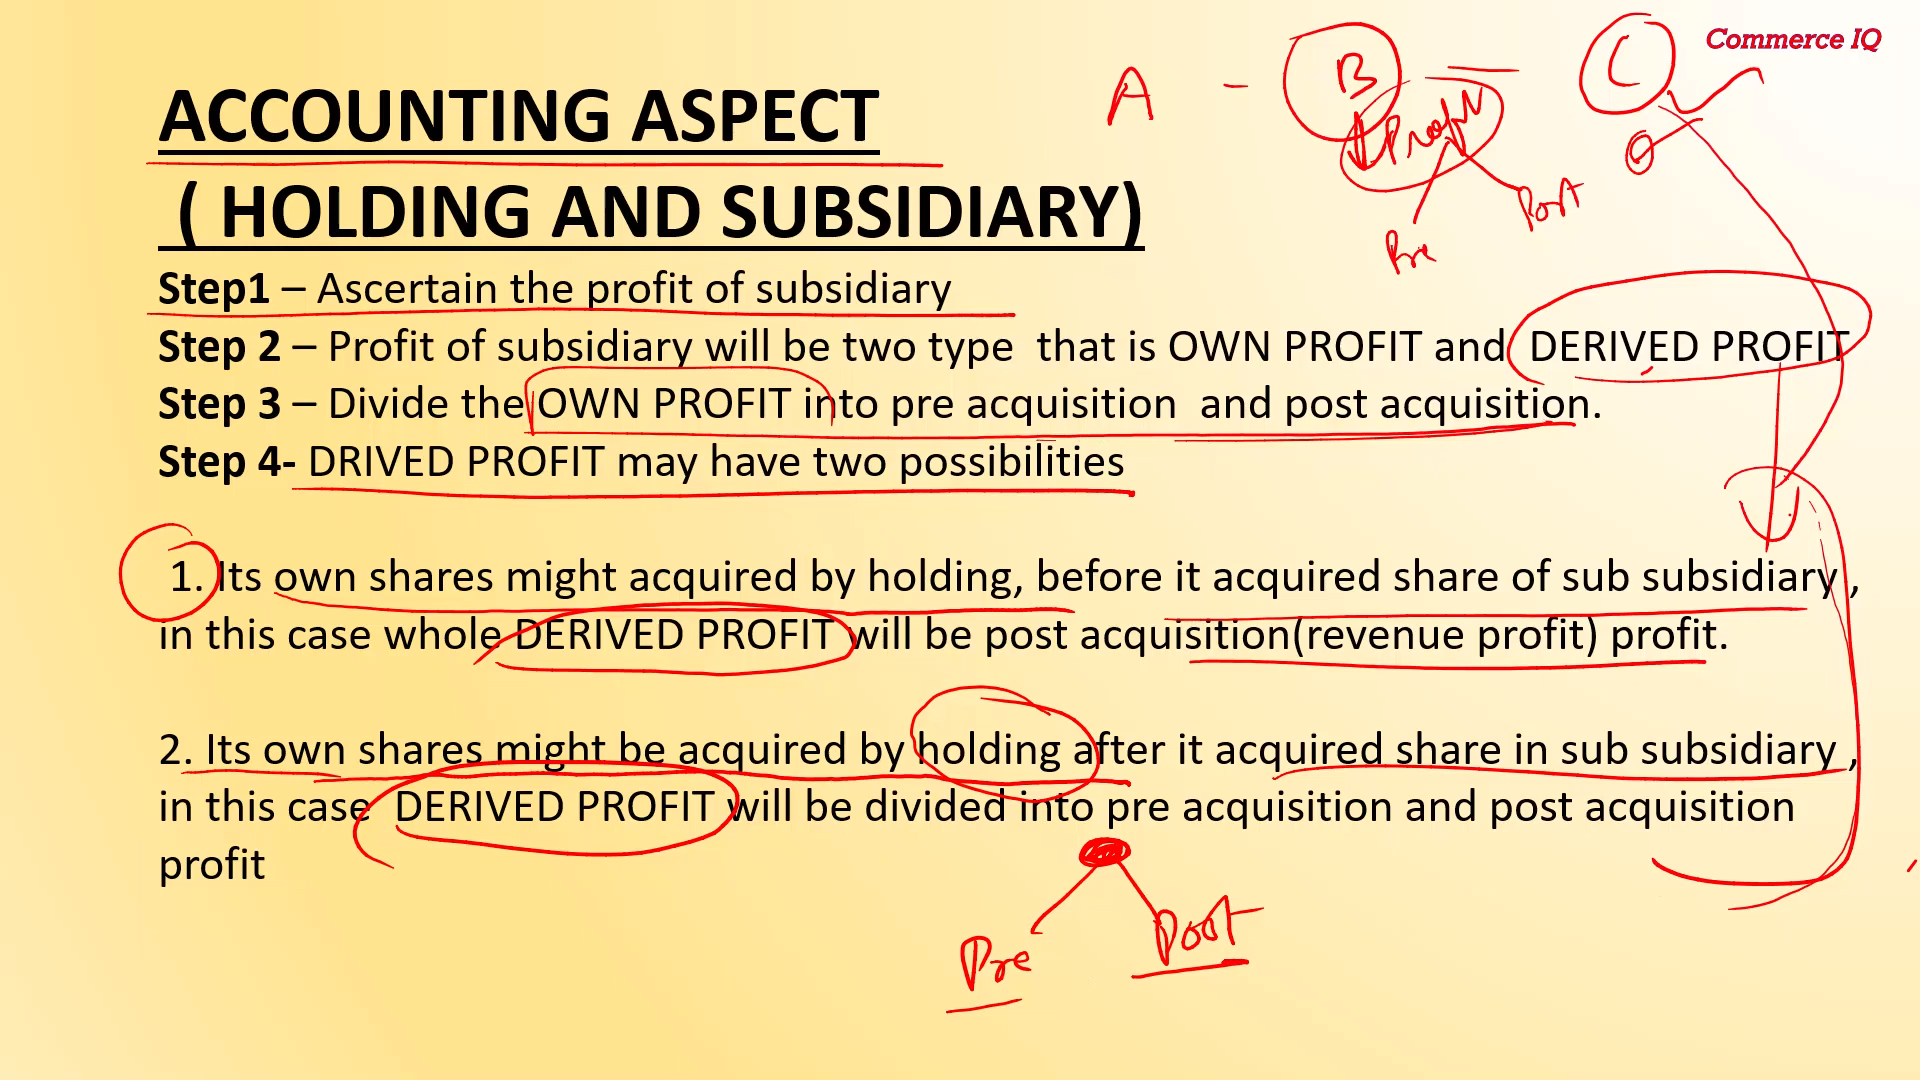 Commerce IQ
A - B = C
Profit
Pre Post
ACCOUNTING ASPECT
( HOLDING AND SUBSIDIARY)
Step1 – Ascertain the profit of subsidiary
Step 2 – Profit of subsidiary will be two type that is OWN PROFIT and DERIVED PROFIT
Step 3 – Divide the OWN PROFIT into pre acquisition and post acquisition.
Step 4- DRIVED PROFIT may have two possibilities
1. Its own shares might acquired by holding, before it acquired share of sub subsidiary ,
in this case whole DERIVED PROFIT will be post acquisition(revenue profit) profit.
2. Its own shares might be acquired by holding after it acquired share in sub subsidiary ,
in this case DERIVED PROFIT will be divided into pre acquisition and post acquisition
profit
Pre Post